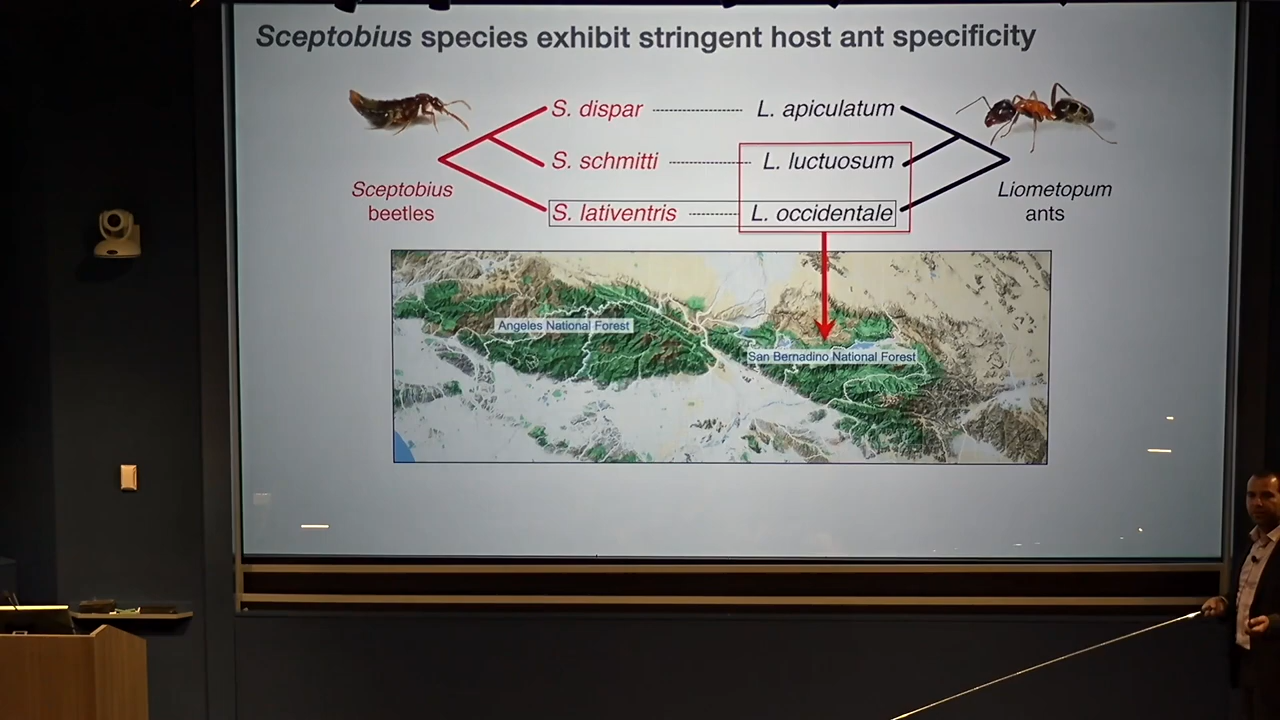 Sceptobius species exhibit stringent host ant specificity
S. dispar L. apiculatum
S. schmitti L. luctuosum
S. lativentris L. occidentale
Sceptobius
beetles
Liometopum
ants
Angeles National Forest
San Bernadino National Forest